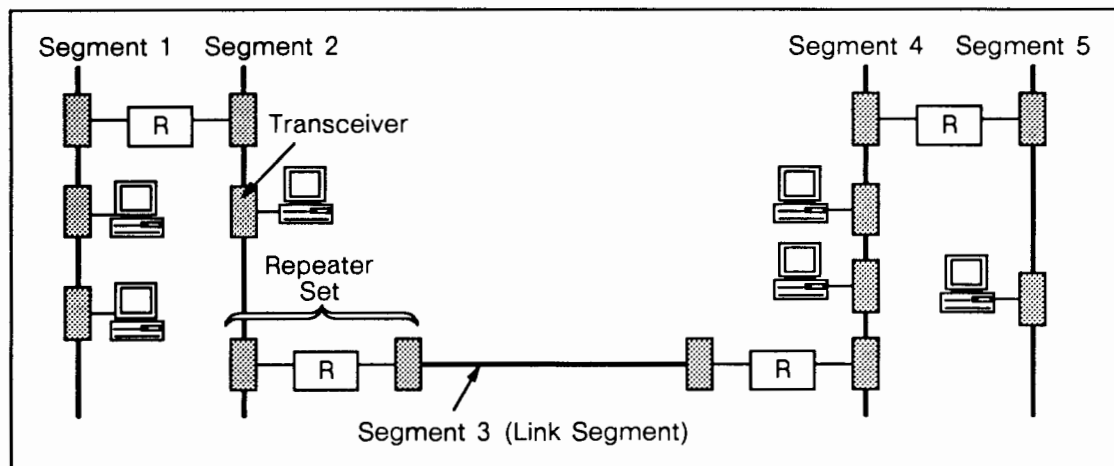 Segment 1
Segment 2
Segment 4
Segment 5
R
R
Transceiver
Repeater
Set
R
R
Segment 3 (Link Segment)